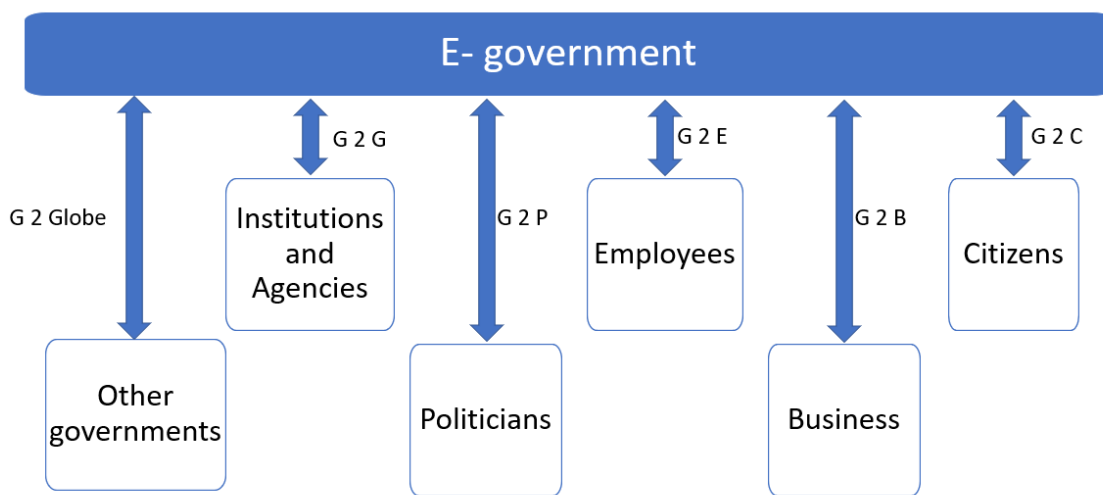 E- government
G 2 Globe
G 2 G
G 2 P
G 2 E
G 2 B
G 2 C
Other
governments
Institutions
and
Agencies
Politicians
Employees
Business
Citizens